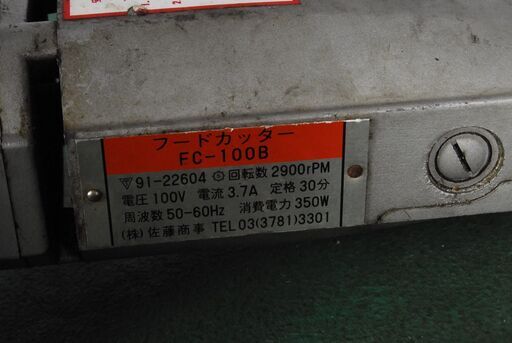 フードカッター
FC-100B
91-22604 回転数 2900rPM
電圧 100V 電流 3.7A 定格 30分
周波数 50-60Hz 消費電力 350W
(株) 佐藤商事 TEL 03(3781)3301